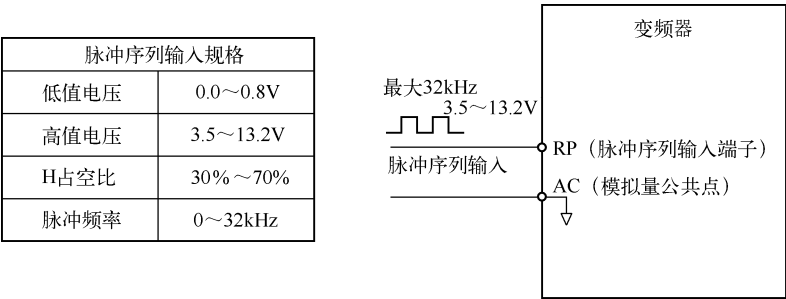 脉冲序列输入规格
低值电压 0.0～0.8V
高值电压 3.5～13.2V
H占空比 30%～70%
脉冲频率 0～32kHz
变频器
最大32kHz
3.5～13.2V
RP（脉冲序列输入端子）
脉冲序列输入
AC（模拟量公共点）